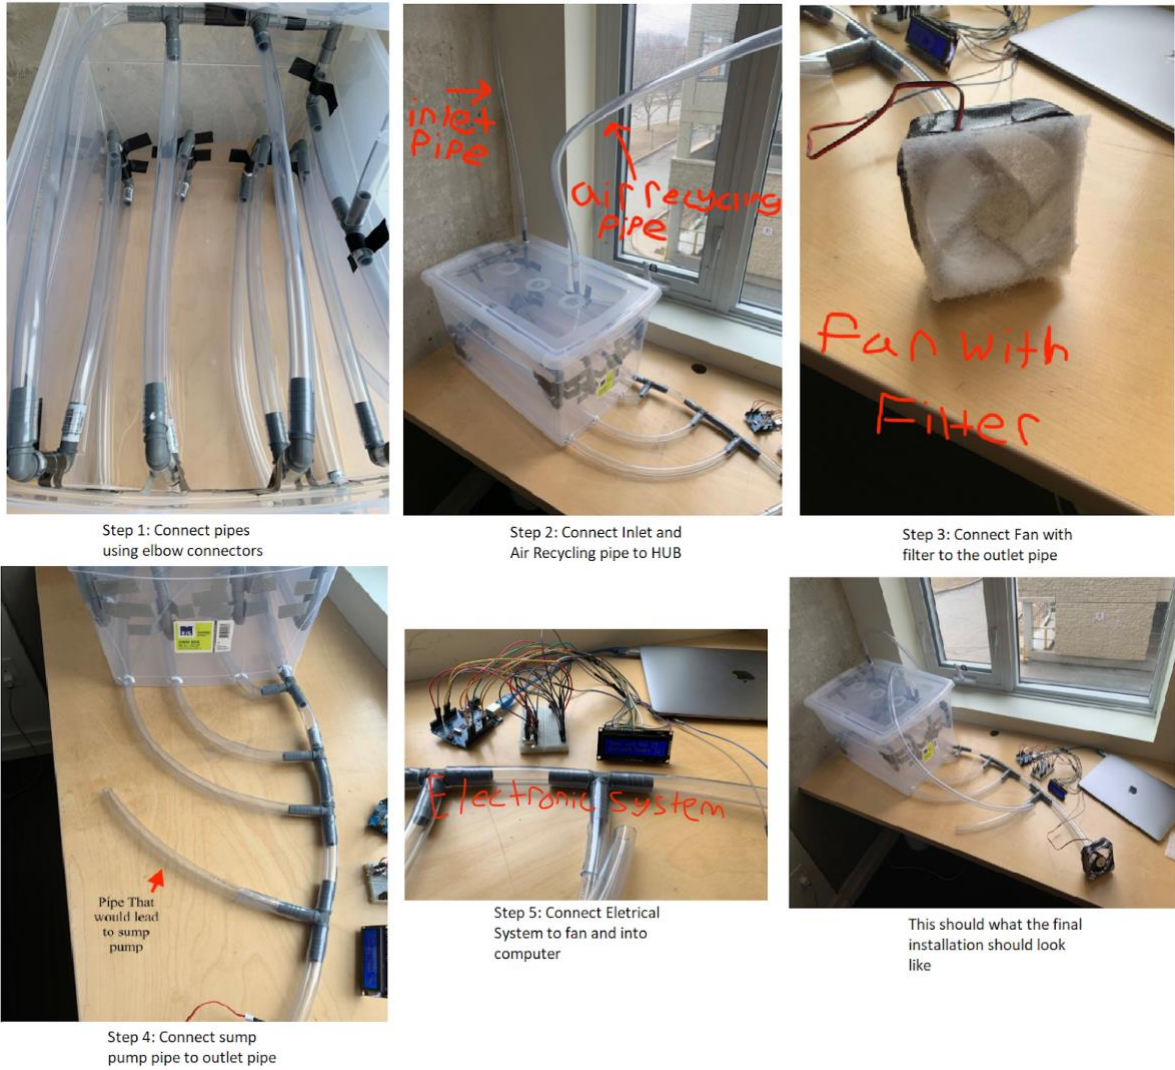 inlet
Pipe
air recycling
pipe
Fan with
Filter
Step 1: Connect pipes
using elbow connectors
Step 2: Connect Inlet and
Air Recycling pipe to HUB
Step 3: Connect Fan with
filter to the outlet pipe
Pipe That
would lead
to sump
pump
Electronic system
Step 4: Connect sump
pump pipe to outlet pipe
Step 5: Connect Eletrical
System to fan and into
computer
This should what the final
installation should look
like